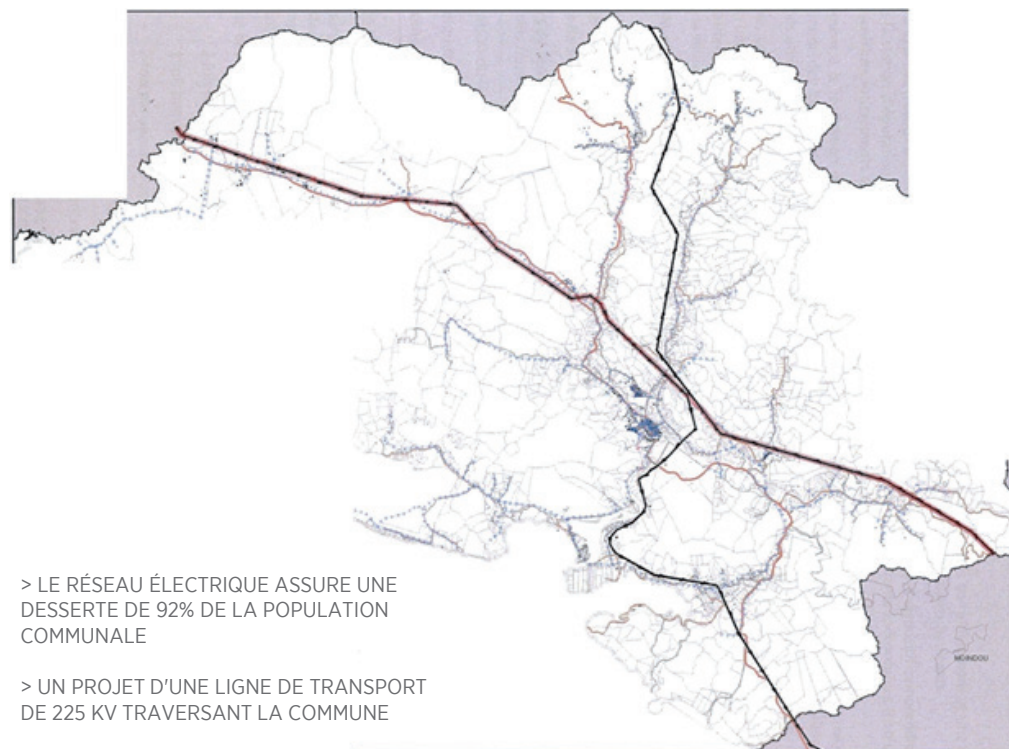 MOINDOU
> LE RÉSEAU ÉLECTRIQUE ASSURE UNE
DESSERTE DE 92% DE LA POPULATION
COMMUNALE
> UN PROJET D'UNE LIGNE DE TRANSPORT
DE 225 KV TRAVERSANT LA COMMUNE